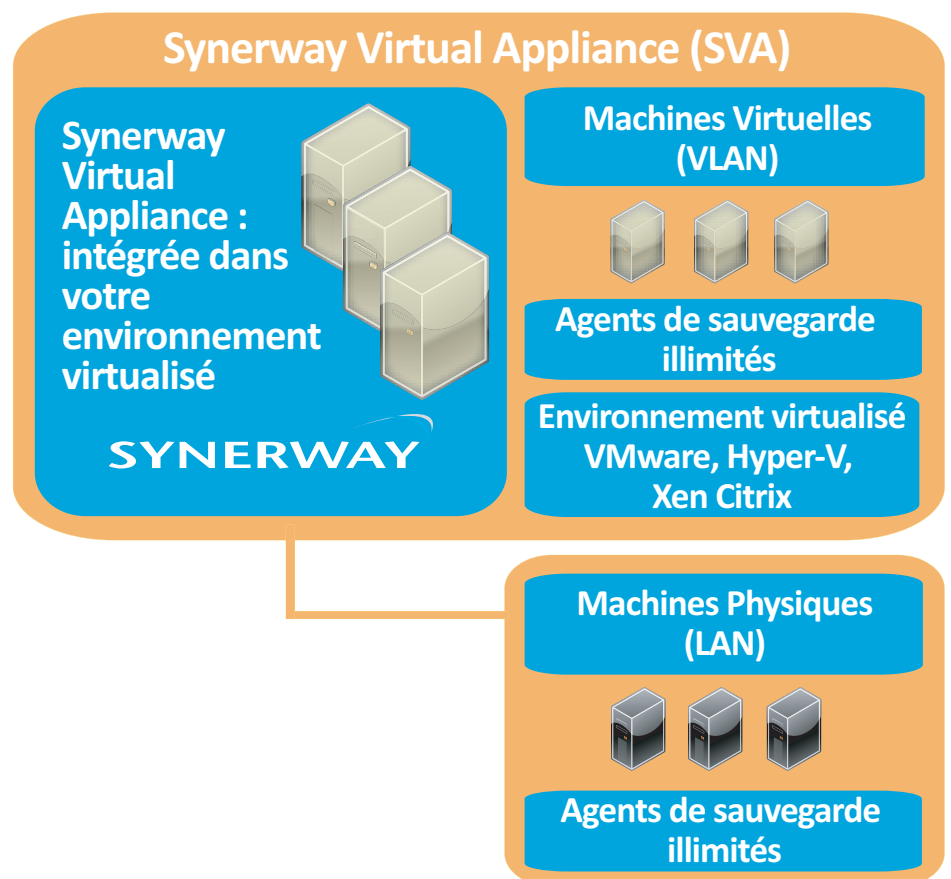 Synerway Virtual Appliance (SVA)
Synerway
Virtual
Appliance :
intégrée dans
votre
environnement
virtualisé
SYNERWAY
Machines Virtuelles
(VLAN)
Agents de sauvegarde
illimités
Environnement virtualisé
VMware, Hyper-V,
Xen Citrix
Machines Physiques
(LAN)
Agents de sauvegarde
illimités